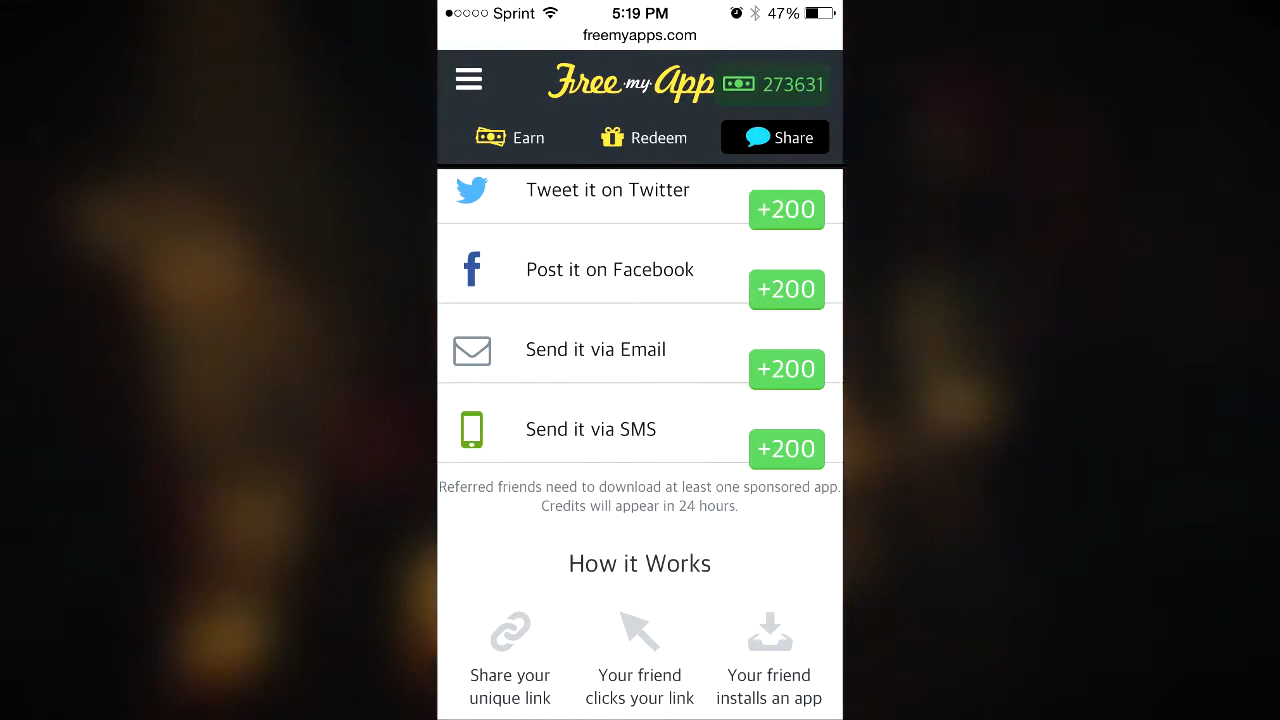 Sprint 5:19 PM 47%
freemyapps.com
Free my App 273631
Earn Redeem Share
Tweet it on Twitter +200
Post it on Facebook +200
Send it via Email +200
Send it via SMS +200
Referred friends need to download at least one sponsored app.
Credits will appear in 24 hours.
How it Works
Share your Your friend Your friend
unique link clicks your link installs an app